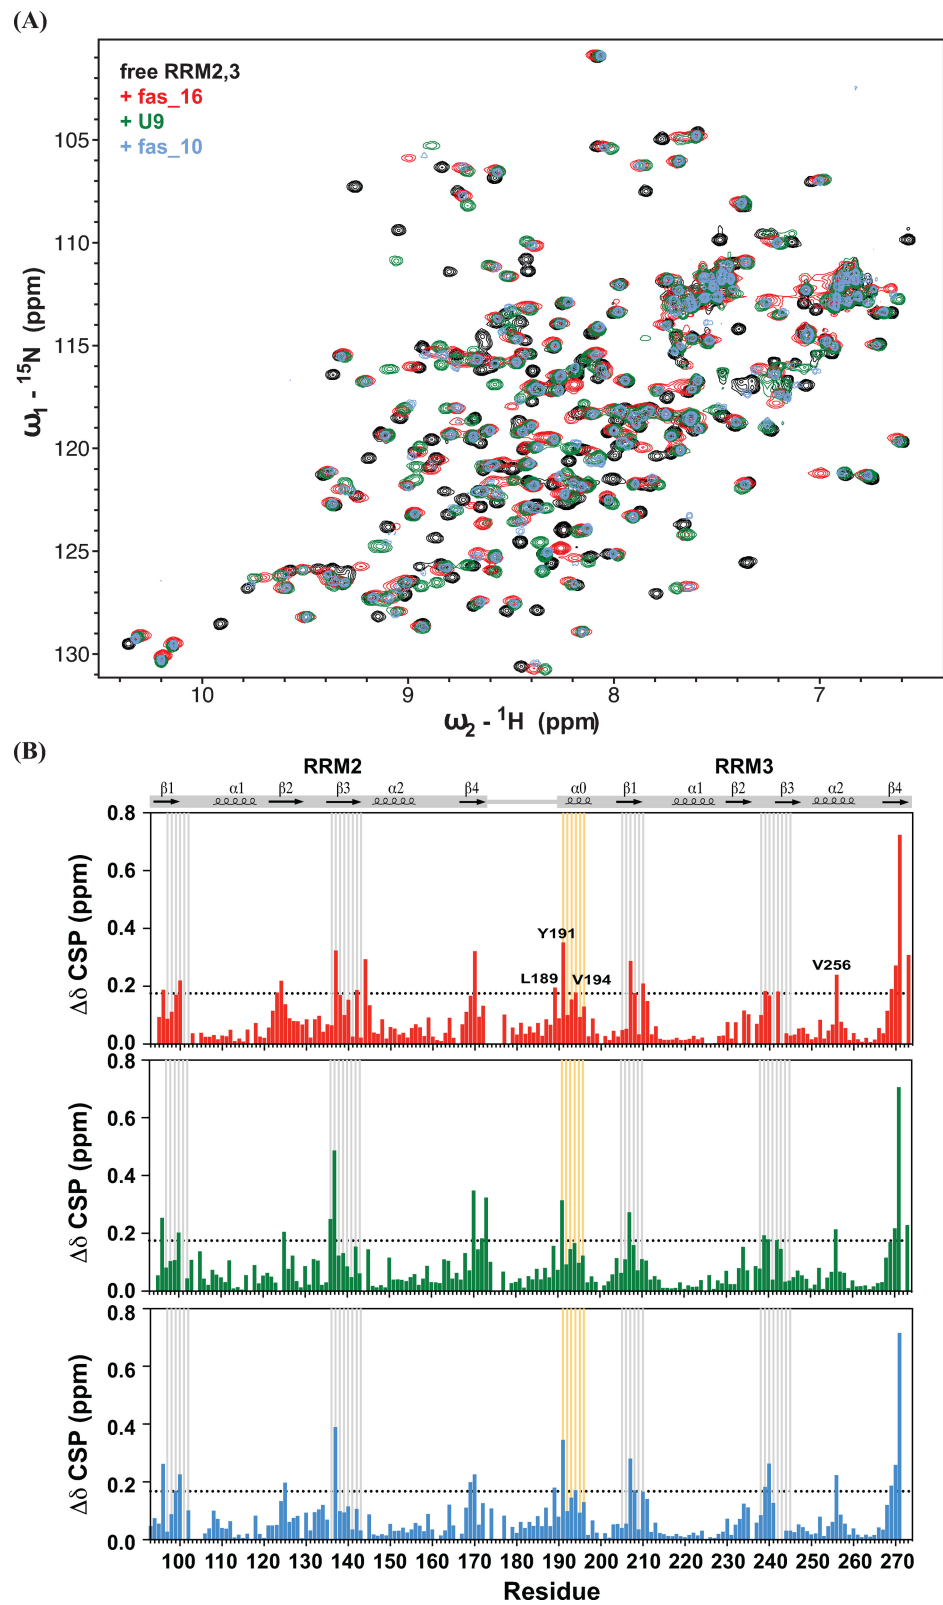 (A)
free RRM2,3
+ fas_16
+ U9
+ fas_10
105
110
115
120
125
130
ω1 - 15N (ppm)
10 9 8 7
ω2 - 1H (ppm)
(B)
RRM2 RRM3
β1 α1 β2 β3 α2 β4 α0 β1 α1 β2 β3 α2 β4
0.8
0.6
0.4
0.2
0.0
Δδ CSP (ppm)
Y191
L189
V194
V256
0.8
0.6
0.4
0.2
0.0
Δδ CSP (ppm)
0.8
0.6
0.4
0.2
0.0
Δδ CSP (ppm)
100 110 120 130 140 150 160 170 180 190 200 210 220 230 240 250 260 270
Residue